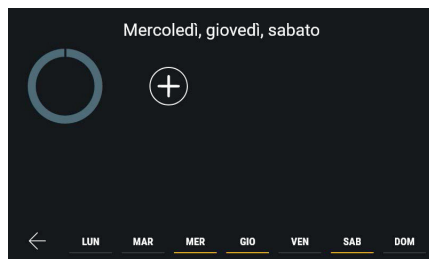 Mercoledì, giovedì, sabato
LUN MAR MER GIO VEN SAB DOM